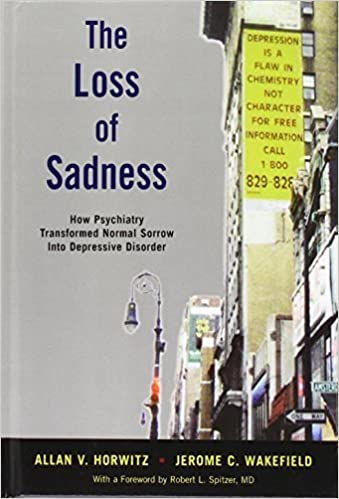 The
Loss
of
Sadness
How Psychiatry
Transformed Normal Sorrow
Into Depressive Disorder
DEPRESSION
IS A
FLAW IN
CHEMISTRY
NOT
CHARACTER
FOR FREE
INFORMATION
CALL
1-800
829-828
ONE WAY
ALLAN V. HORWITZ ▪ JEROME C. WAKEFIELD
With a Foreword by Robert L. Spitzer, MD